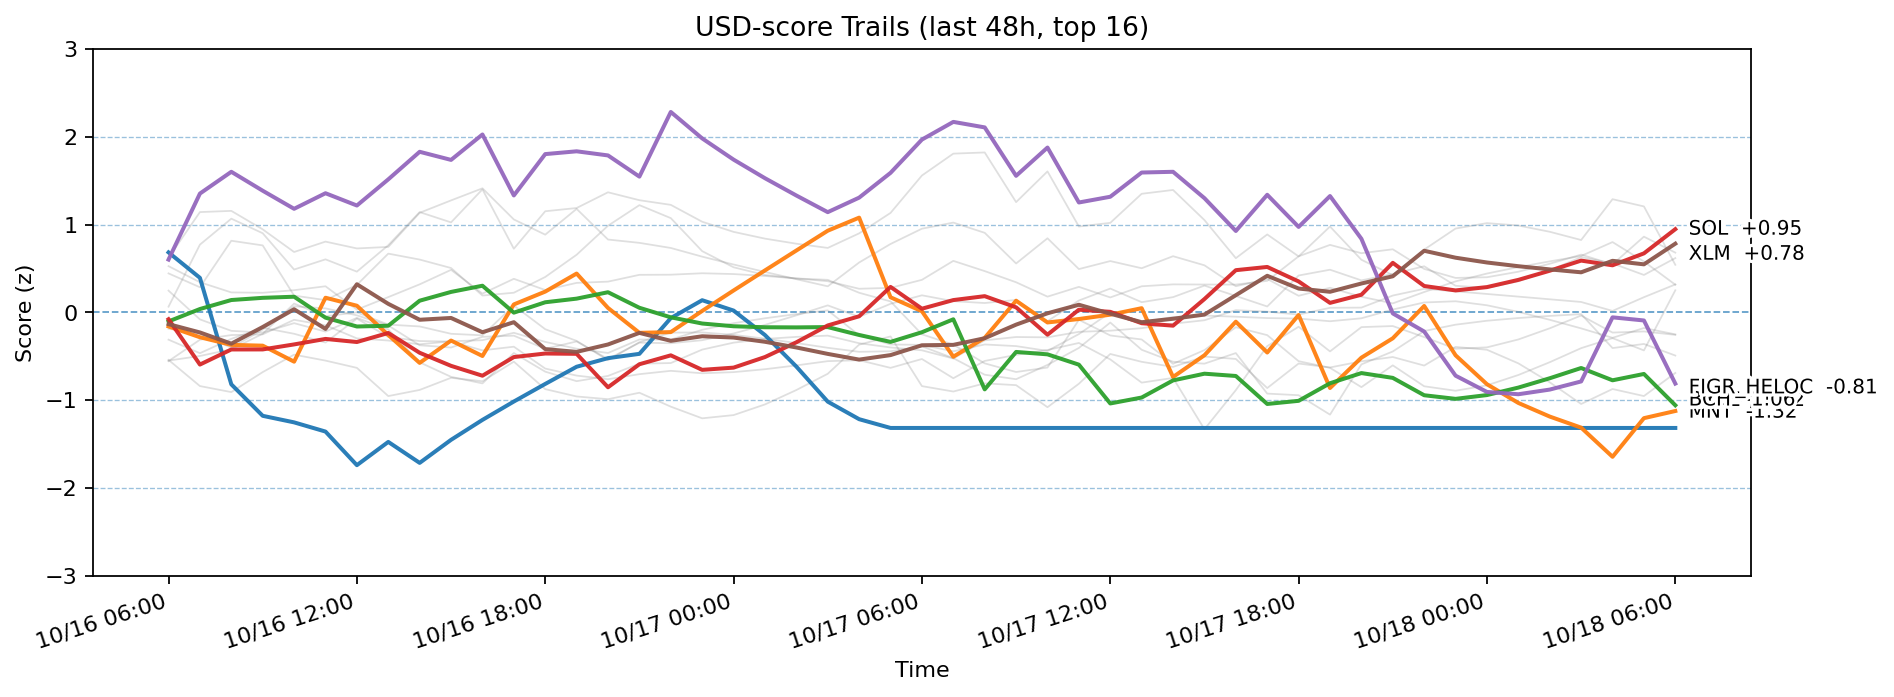 USD-score Trails (last 48h, top 16)
Score (z)
3
2
1
0
−1
−2
−3
SOL +0.95
XLM +0.78
FIGR_HELOC -0.81
BCH
MNT -1.32
10/16 06:00
10/16 12:00
10/16 18:00
10/17 00:00
10/17 06:00
10/17 12:00
10/17 18:00
10/18 00:00
10/18 06:00
Time